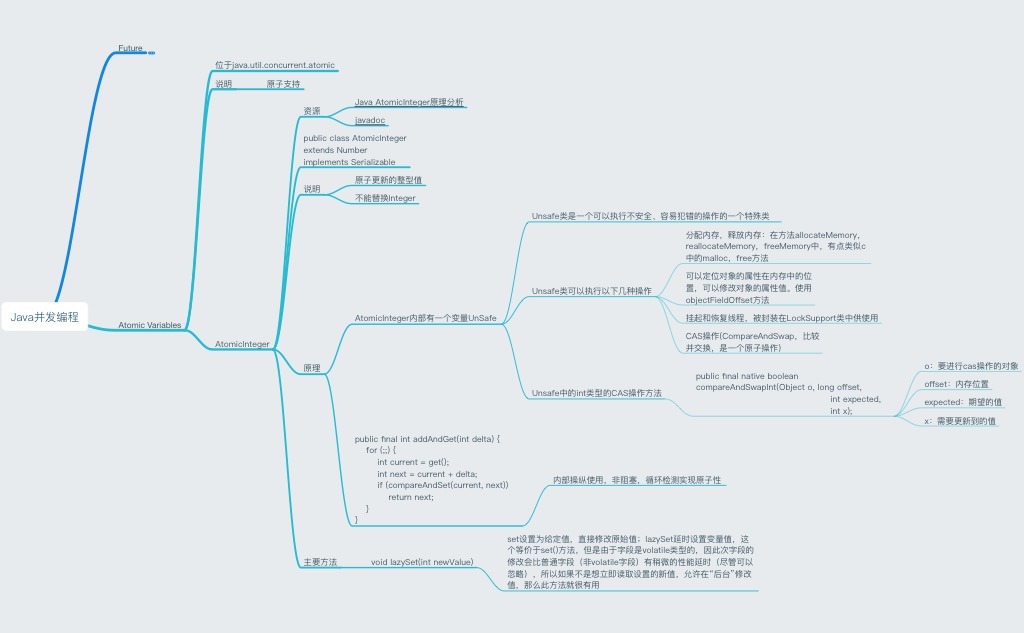 Java并发编程
Future
Atomic Variables
位于java.util.concurrent.atomic
说明
原子支持
AtomicInteger
资源
Java AtomicInteger原理分析
javadoc
public class AtomicInteger
extends Number
implements Serializable
说明
原子更新的整型值
不能替换Integer
原理
AtomicInteger内部有一个变量UnSafe
Unsafe类是一个可以执行不安全、容易犯错的操作的一个特殊类
Unsafe类可以执行以下几种操作
分配内存，释放内存：在方法allocateMemory，
reallocateMemory，freeMemory中，有点类似c
中的malloc，free方法
可以定位对象的属性在内存中的位
置，可以修改对象的属性值。使用
objectFieldOffset方法
挂起和恢复线程，被封装在LockSupport类中供使用
CAS操作(CompareAndSwap，比较
并交换，是一个原子操作)
Unsafe中的int类型的CAS操作方法
public final native boolean
compareAndSwapInt(Object o, long offset,
int expected,
int x);
o：要进行cas操作的对象
offset：内存位置
expected：期望的值
x：需要更新到的值
public final int addAndGet(int delta) {
for (;;) {
int current = get();
int next = current + delta;
if (compareAndSet(current, next))
return next;
}
}
内部操纵使用，非阻塞，循环检测实现原子性
主要方法
void lazySet(int newValue)
set设置为给定值，直接修改原始值；lazySet延时设置变量值，这
个等价于set()方法，但是由于字段是volatile类型的，因此次字段的
修改会比普通字段（非volatile字段）有稍微的性能延时（尽管可以
忽略），所以如果不是想立即读取设置的新值，允许在“后台”修改
值，那么此方法就很有用